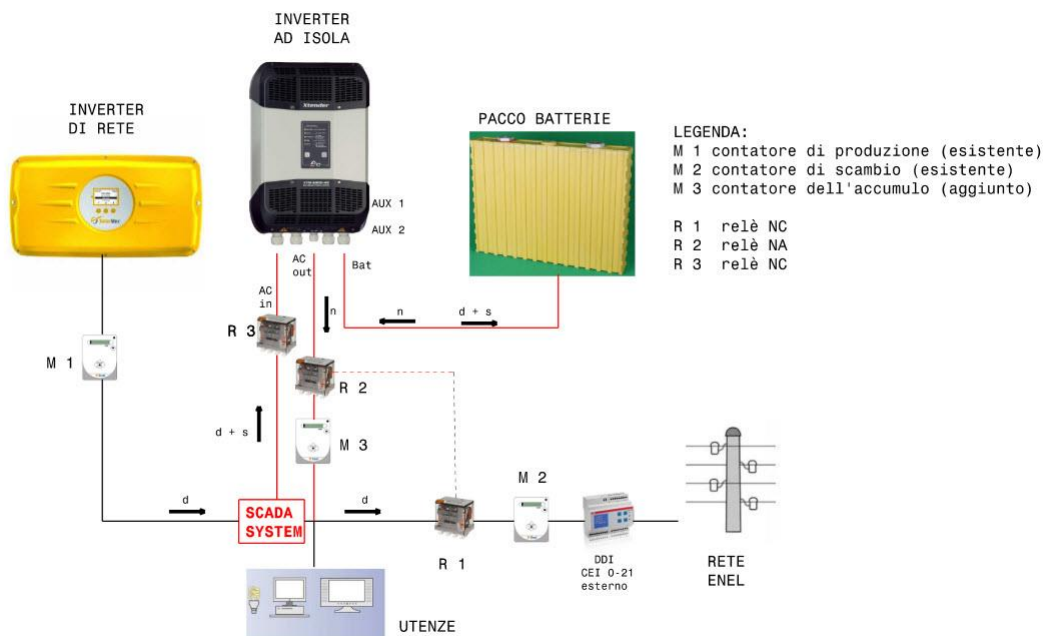 INVERTER
AD ISOLA
INVERTER
DI RETE
PACCO BATTERIE
LEGENDA:
M 1 contatore di produzione (esistente)
M 2 contatore di scambio (esistente)
M 3 contatore dell'accumulo (aggiunto)
R 1 relè NC
R 2 relè NA
R 3 relè NC
Xtender
AUX 1
AUX 2
AC
out
Bat
AC
in
n
n
d + s
R 3
M 1
R 2
d + s
M 3
M 2
d
SCADA
SYSTEM
d
R 1
DDI
CEI 0-21
esterno
RETE
ENEL
UTENZE